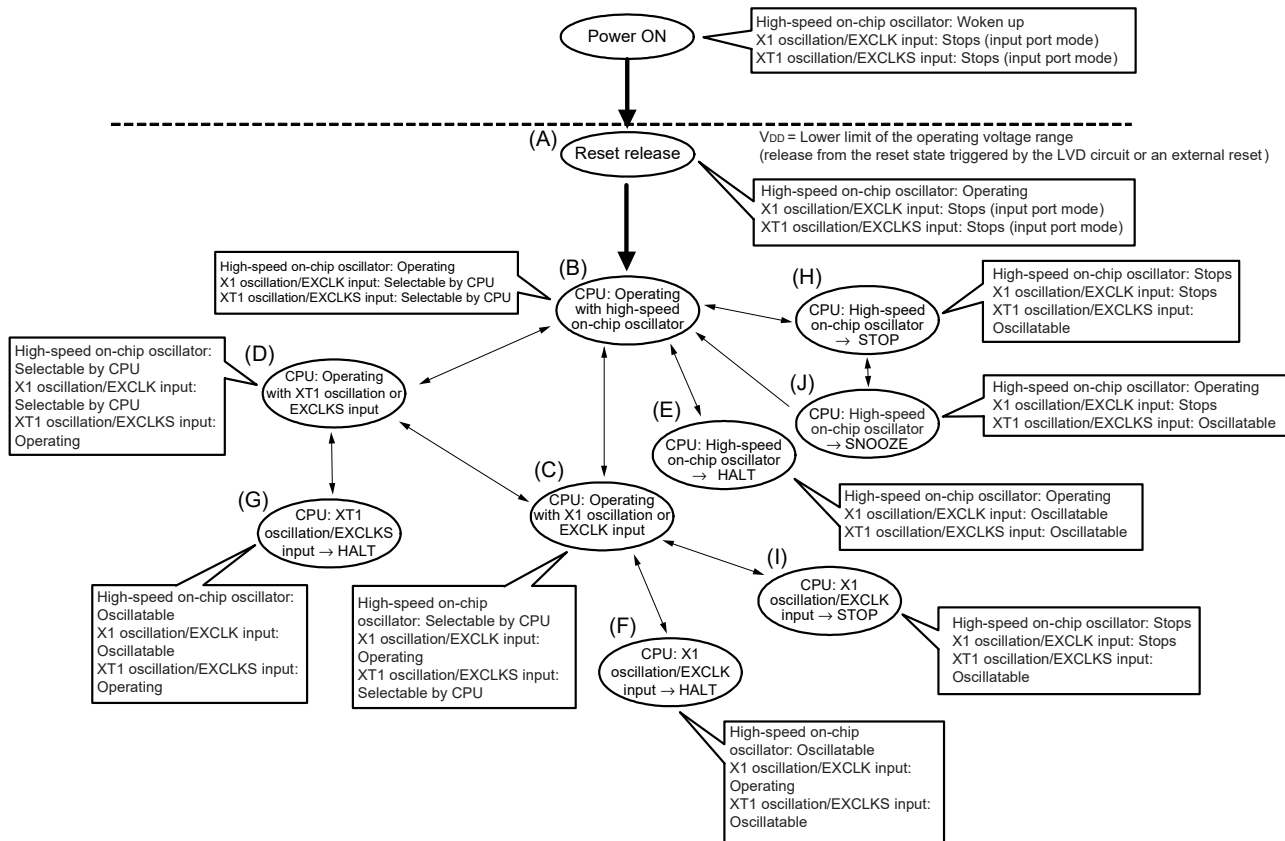 Power ON
High-speed on-chip oscillator: Woken up
X1 oscillation/EXCLK input: Stops (input port mode)
XT1 oscillation/EXCLKS input: Stops (input port mode)
(A)
Reset release
VDD = Lower limit of the operating voltage range
(release from the reset state triggered by the LVD circuit or an external reset)
High-speed on-chip oscillator: Operating
X1 oscillation/EXCLK input: Stops (input port mode)
XT1 oscillation/EXCLKS input: Stops (input port mode)
High-speed on-chip oscillator: Operating
X1 oscillation/EXCLK input: Selectable by CPU
XT1 oscillation/EXCLKS input: Selectable by CPU
(B)
CPU: Operating
with high-speed
on-chip oscillator
(H)
CPU: High-speed
on-chip oscillator
→ STOP
High-speed on-chip oscillator: Stops
X1 oscillation/EXCLK input: Stops
XT1 oscillation/EXCLKS input:
Oscillatable
High-speed on-chip oscillator:
Selectable by CPU
X1 oscillation/EXCLK input:
Selectable by CPU
XT1 oscillation/EXCLKS input:
Operating
(D)
CPU: Operating
with XT1 oscillation or
EXCLKS input
(J)
CPU: High-speed
on-chip oscillator
→ SNOOZE
High-speed on-chip oscillator: Operating
X1 oscillation/EXCLK input: Stops
XT1 oscillation/EXCLKS input: Oscillatable
(E)
CPU: High-speed
on-chip oscillator
→ HALT
High-speed on-chip oscillator: Operating
X1 oscillation/EXCLK input: Oscillatable
XT1 oscillation/EXCLKS input: Oscillatable
(C)
CPU: Operating
with X1 oscillation or
EXCLK input
(G)
CPU: XT1
oscillation/EXCLKS
input → HALT
High-speed on-chip oscillator:
Oscillatable
X1 oscillation/EXCLK input:
Oscillatable
XT1 oscillation/EXCLKS input:
Operating
High-speed on-chip
oscillator: Selectable by CPU
X1 oscillation/EXCLK input:
Operating
XT1 oscillation/EXCLKS input:
Selectable by CPU
(I)
CPU: X1
oscillation/EXCLK
input → STOP
High-speed on-chip oscillator: Stops
X1 oscillation/EXCLK input: Stops
XT1 oscillation/EXCLKS input:
Oscillatable
(F)
CPU: X1
oscillation/EXCLK
input → HALT
High-speed on-chip
oscillator: Oscillatable
X1 oscillation/EXCLK input:
Operating
XT1 oscillation/EXCLKS input:
Oscillatable